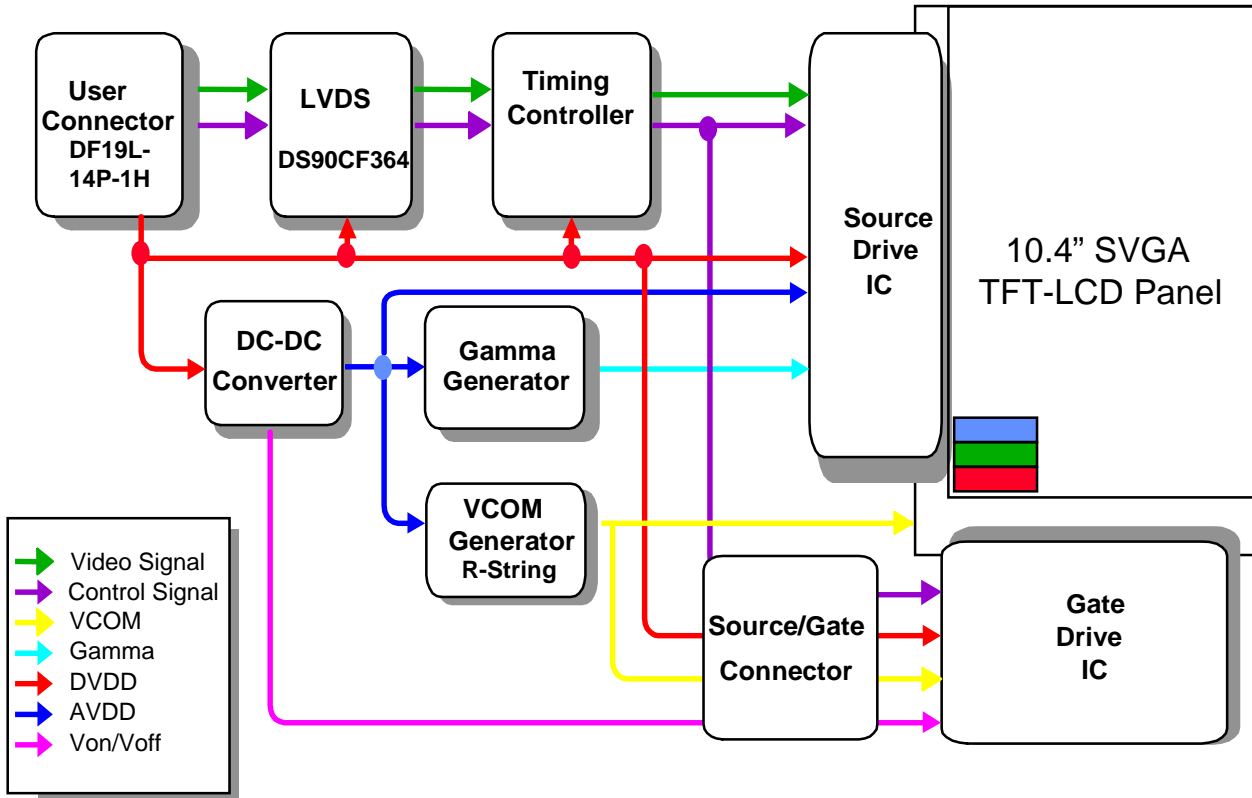 User
Connector
DF19L-
14P-1H
LVDS
DS90CF364
Timing
Controller
Source
Drive
IC
10.4” SVGA
TFT-LCD Panel
DC-DC
Converter
Gamma
Generator
VCOM
Generator
R-String
Source/Gate
Connector
Gate
Drive
IC
Video Signal
Control Signal
VCOM
Gamma
DVDD
AVDD
Von/Voff